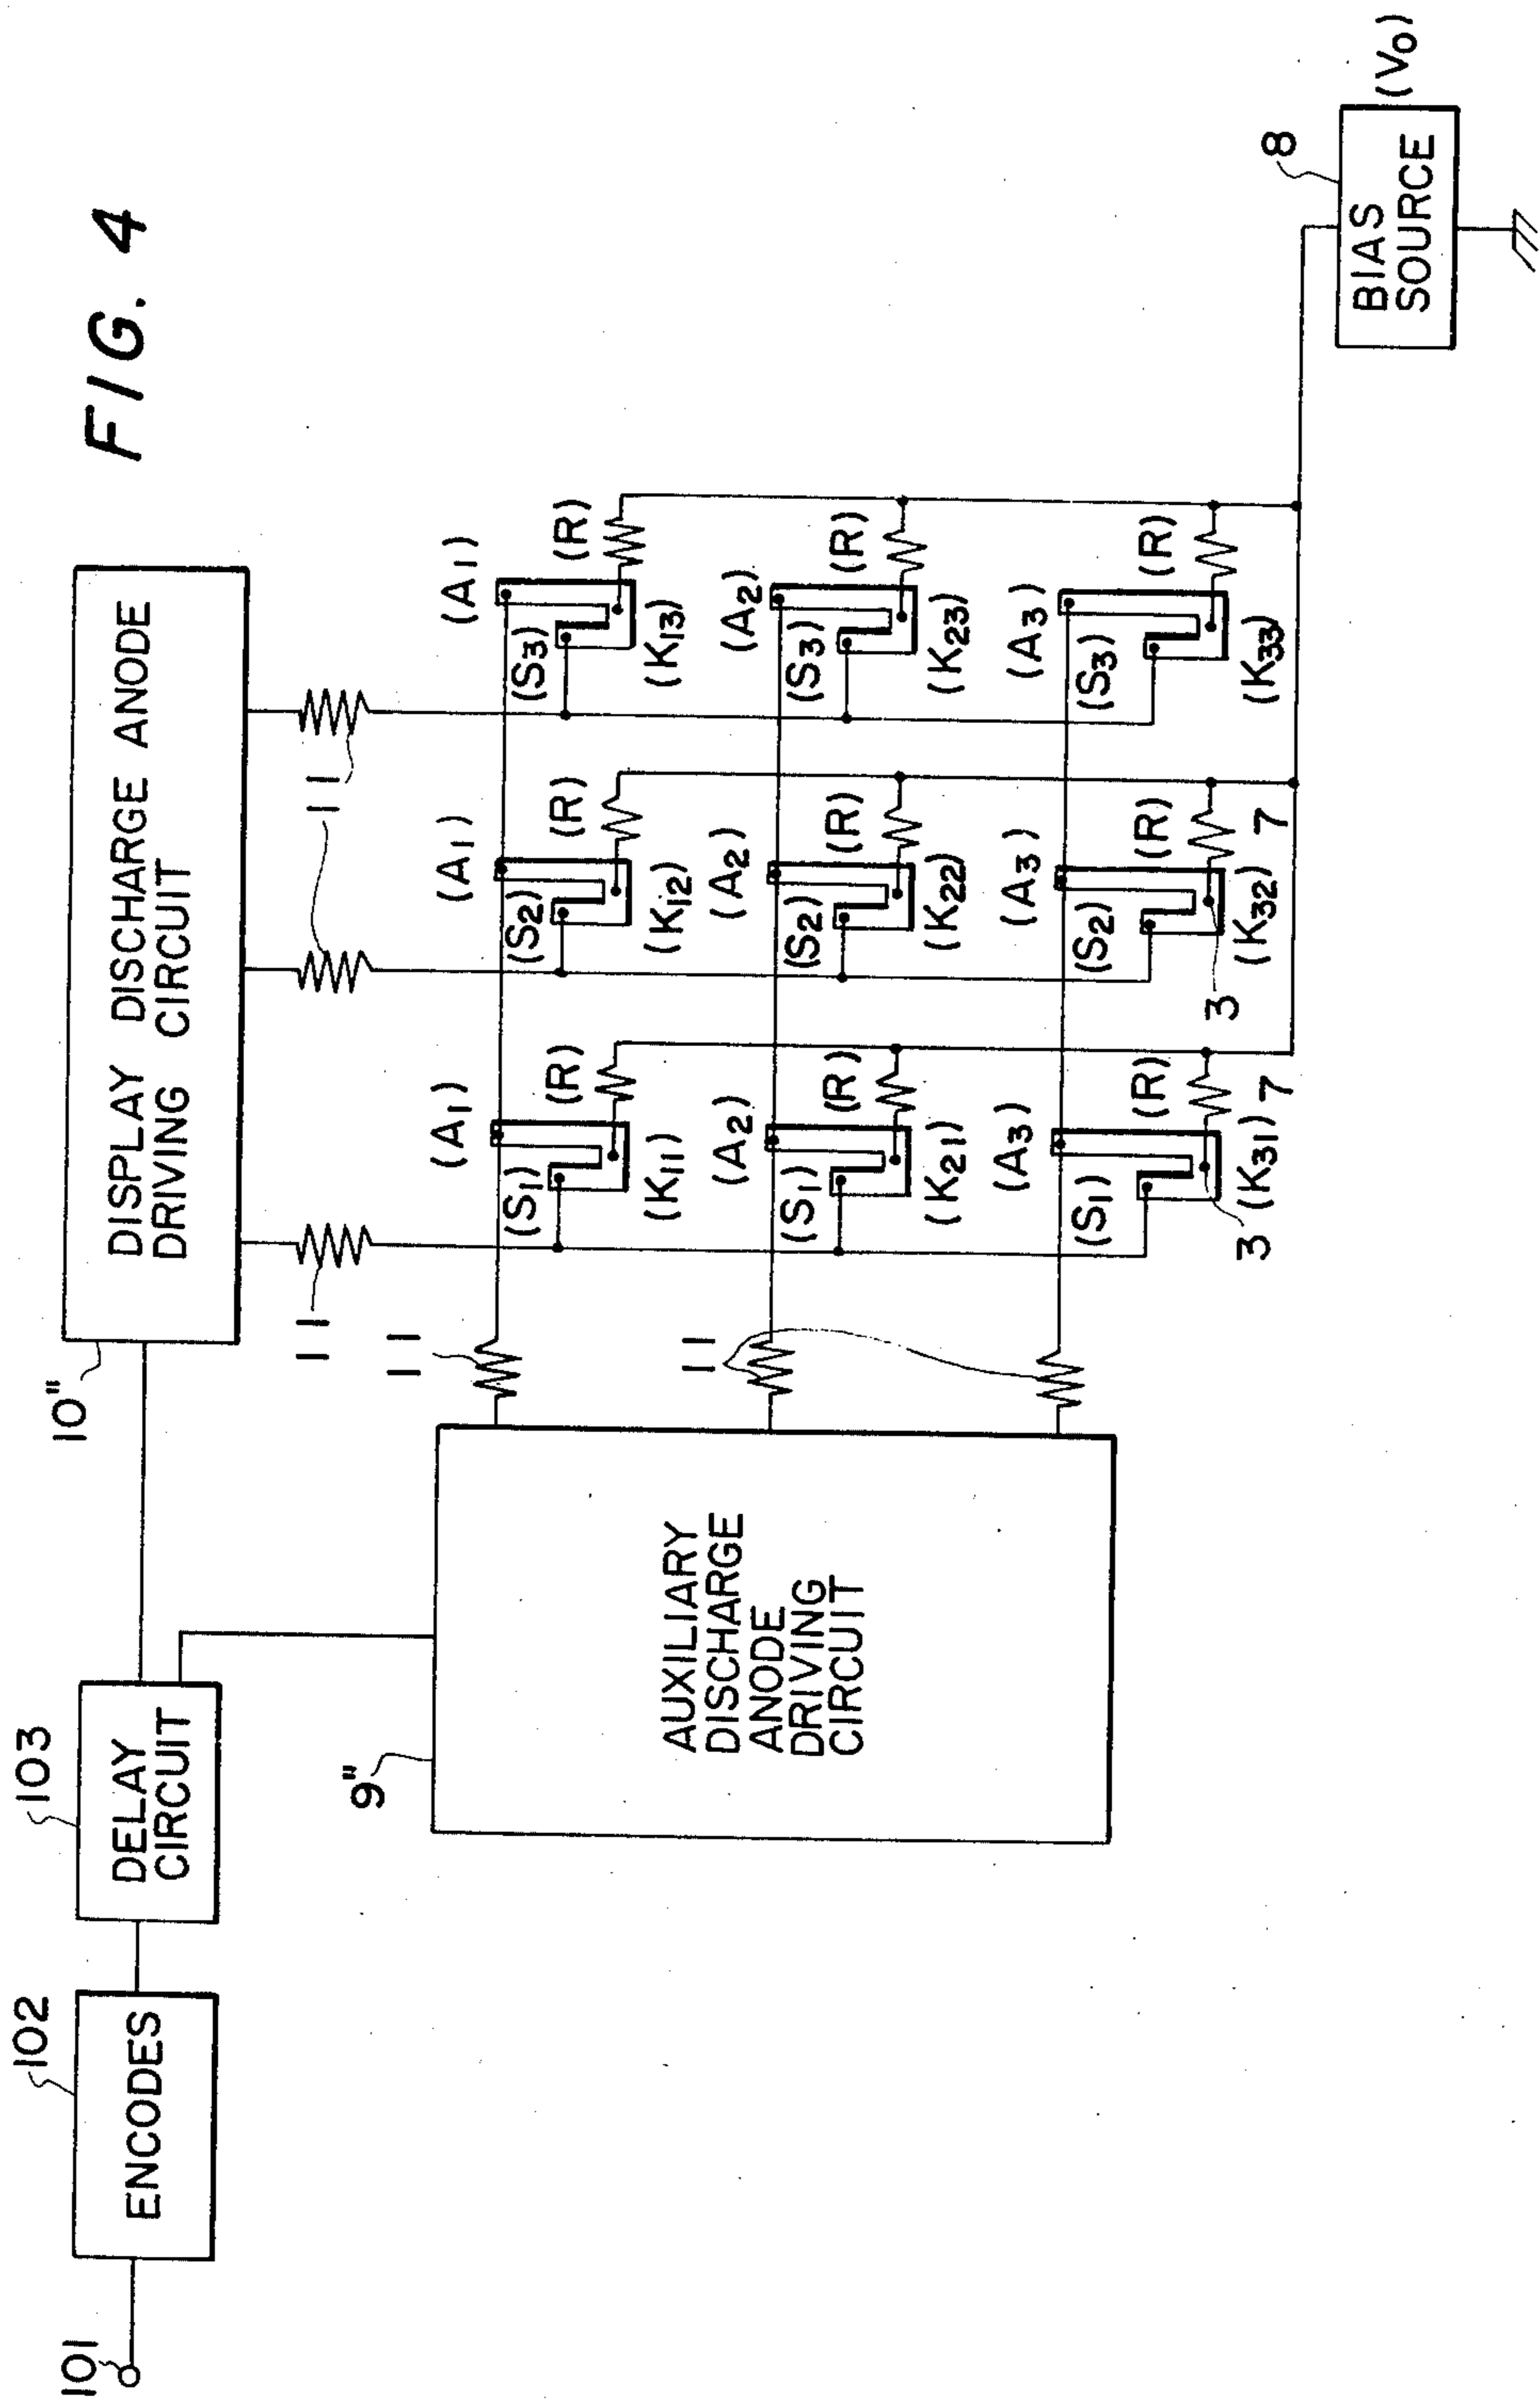 FIG. 4
101
102
ENCODES
103
DELAY
CIRCUIT
10"
DISPLAY DISCHARGE ANODE
DRIVING CIRCUIT
9"
AUXILIARY
DISCHARGE
ANODE
DRIVING
CIRCUIT
11
11
11
11
(A1)
(A1)
(A1)
(S1)
(R)
(S2)
(R)
(S3)
(R)
(K11)
(K12)
(K13)
(A2)
(A2)
(A2)
(S1)
(R)
(S2)
(R)
(S3)
(R)
(K21)
(K22)
(K23)
(A3)
(A3)
(A3)
(S1)
(R)
(S2)
(R)
(S3)
(R)
3
(K31)
7
3
(K32)
7
(K33)
8
BIAS
SOURCE
(V0)